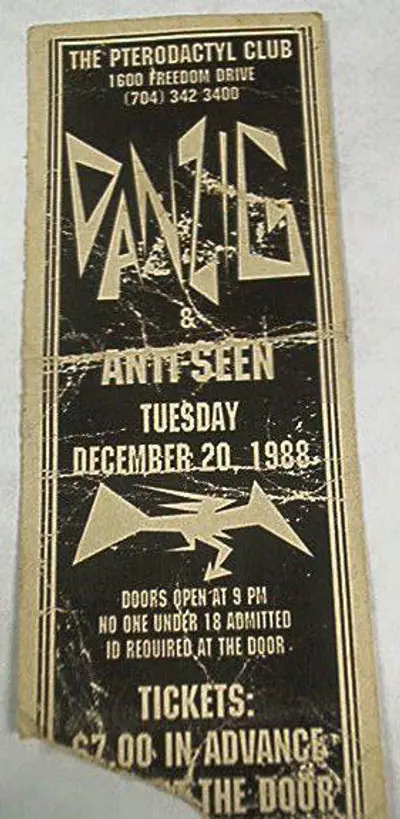 THE PTERODACTYL CLUB
1600 FREEDOM DRIVE
(704) 342 3400
DANZIG
&
ANTI SEEN
TUESDAY
DECEMBER 20, 1988
DOORS OPEN AT 9 PM
NO ONE UNDER 18 ADMITTED
ID REQUIRED AT THE DOOR
TICKETS:
$7.00 IN ADVANCE
THE DOOR